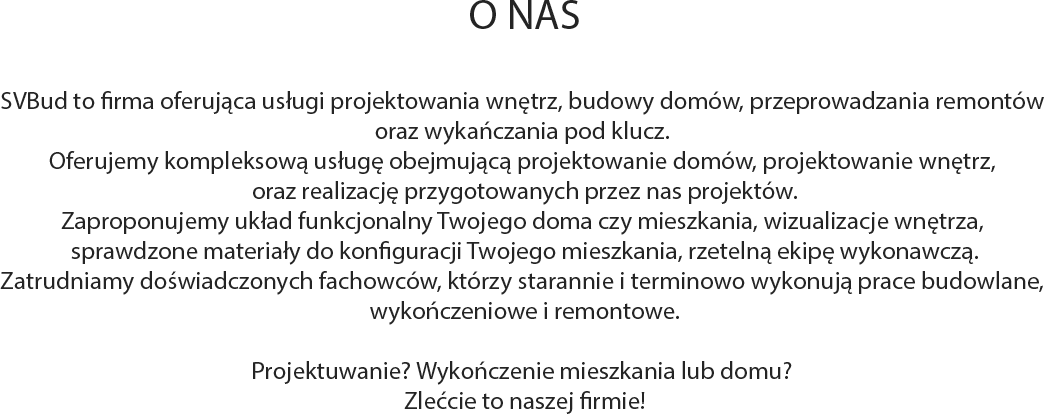 O NAS
SVBud to firma oferująca usługi projektowania wnętrz, budowy domów, przeprowadzania remontów
oraz wykańczania pod klucz.
Oferujemy kompleksową usługę obejmującą projektowanie domów, projektowanie wnętrz,
oraz realizację przygotowanych przez nas projektów.
Zaproponujemy układ funkcjonalny Twojego doma czy mieszkania, wizualizacje wnętrza,
sprawdzone materiały do konfiguracji Twojego mieszkania, rzetelną ekipę wykonawczą.
Zatrudniamy doświadczonych fachowców, którzy starannie i terminowo wykonują prace budowlane,
wykończeniowe i remontowe.
Projektuwanie? Wykończenie mieszkania lub domu?
Zlećcie to naszej firmie!